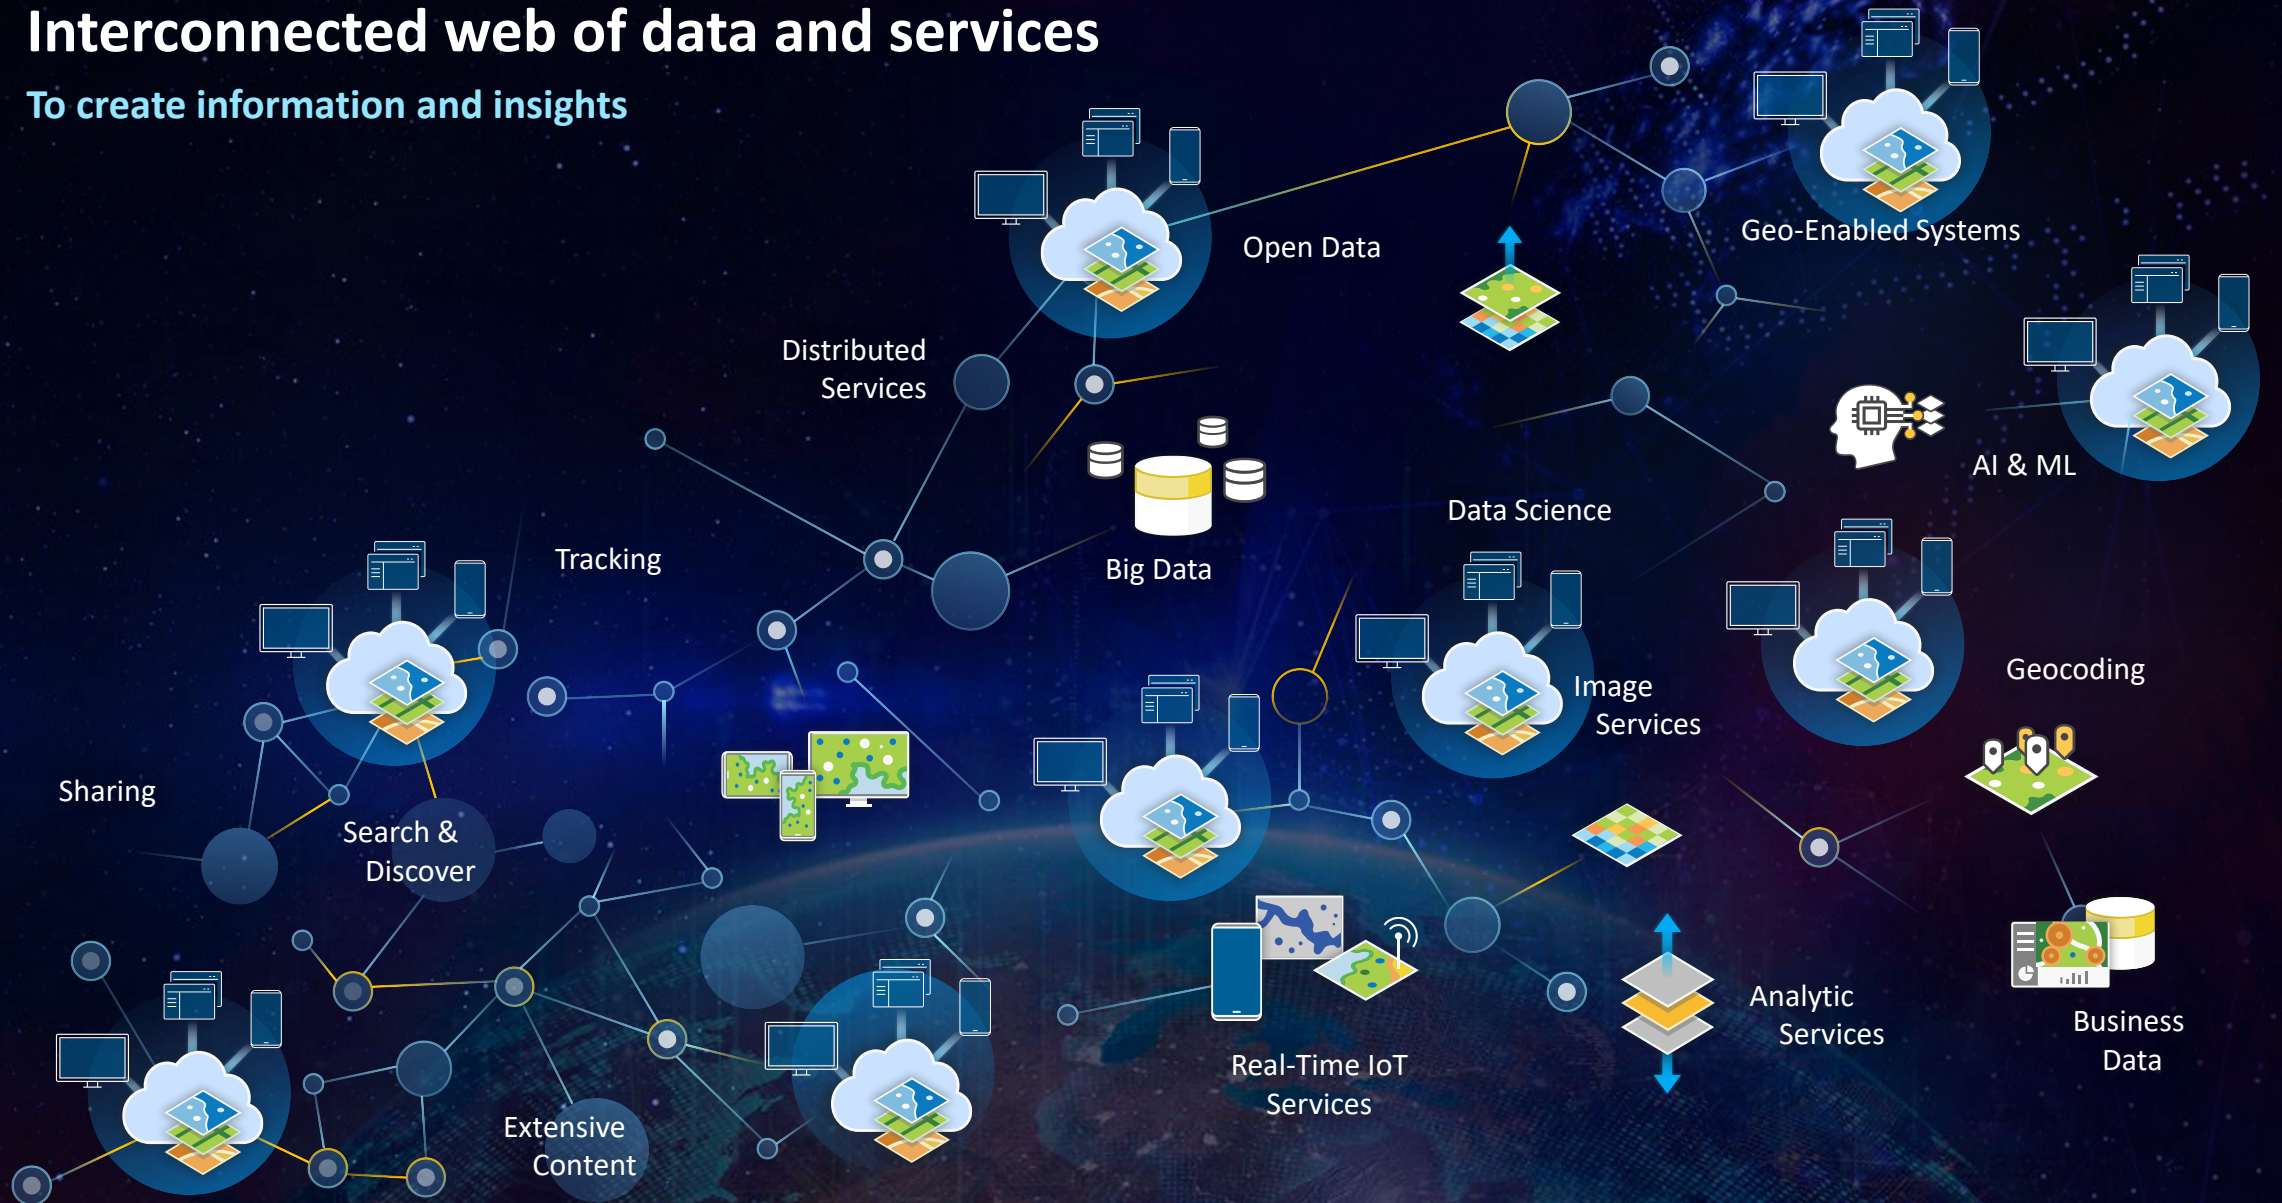 Interconnected web of data and services
To create information and insights
Geo-Enabled Systems
Open Data
Distributed
Services
AI & ML
Data Science
Tracking
Big Data
Geocoding
Image
Services
Sharing
Search &
Discover
Analytic
Services
Business
Data
Real-Time IoT
Services
Extensive
Content